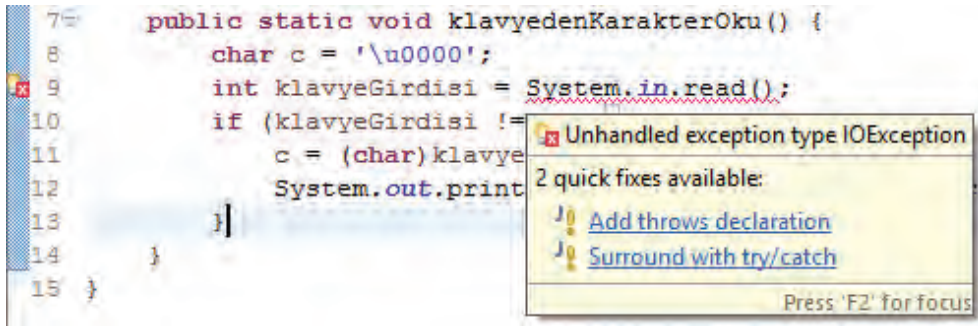 7 public static void klavyedenKarakterOku() {
8 char c = '\u0000';
9 int klavyeGirdisi = System.in.read();
10 if (klavyeGirdisi !=
11 c = (char)klavye
12 System.out.print
13 }
14 }
15 }
Unhandled exception type IOException
2 quick fixes available:
Add throws declaration
Surround with try/catch
Press 'F2' for focus